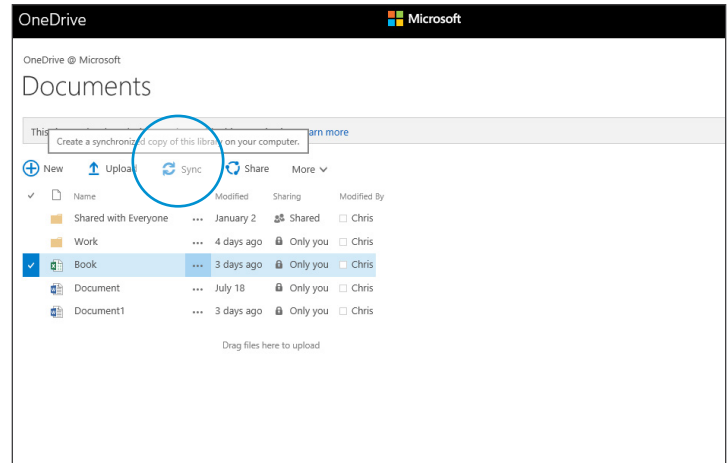 OneDrive
Microsoft
OneDrive @ Microsoft
Documents
This arn more
Create a synchronized copy of this library on your computer.
New Upload Sync Share More
Name Modified Sharing Modified By
Shared with Everyone ... January 2 Shared Chris
Work ... 4 days ago Only you Chris
Book ... 3 days ago Only you Chris
Document ... July 18 Only you Chris
Document1 ... 3 days ago Only you Chris
Drag files here to upload